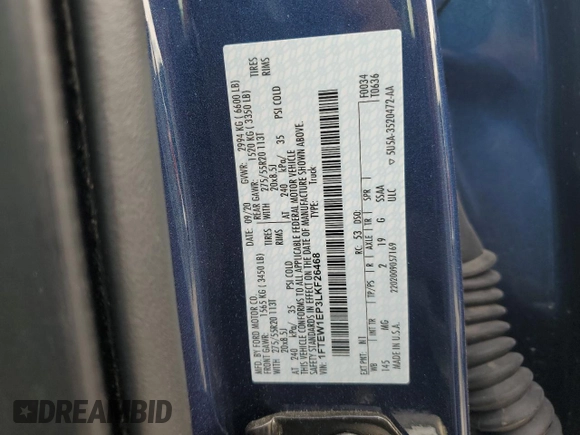 MFD. BY FORD MOTOR CO.
DATE: 09/20 GVWR: 2994 KG ( 6600 LB)
FRONT GAWR: 1565 KG ( 3450 LB) REAR GAWR: 1520 KG ( 3350 LB)
275/55R20 113T TIRES WITH 275/55R20 113T TIRES
20x8.5J RIMS 20x8.5J RIMS
AT 240 kPa/ 35 PSI COLD AT 240 kPa/ 35 PSI COLD
THIS VEHICLE CONFORMS TO ALL APPLICABLE FEDERAL MOTOR VEHICLE
SAFETY STANDARDS IN EFFECT ON THE DATE OF MANUFACTURE SHOWN ABOVE.
VIN: 1FTEW1EP3LKF26468 TYPE: Truck
F0034
T0636
EXT PNT: B1 RC: 53 DSO:
WB INT TR TP/PS R AXLE TR SPR
145 MG 2 19 G SSAA
ULC
MADE IN U.S.A. 2202009057169
5U5A-3520472-AA
DREAMBID